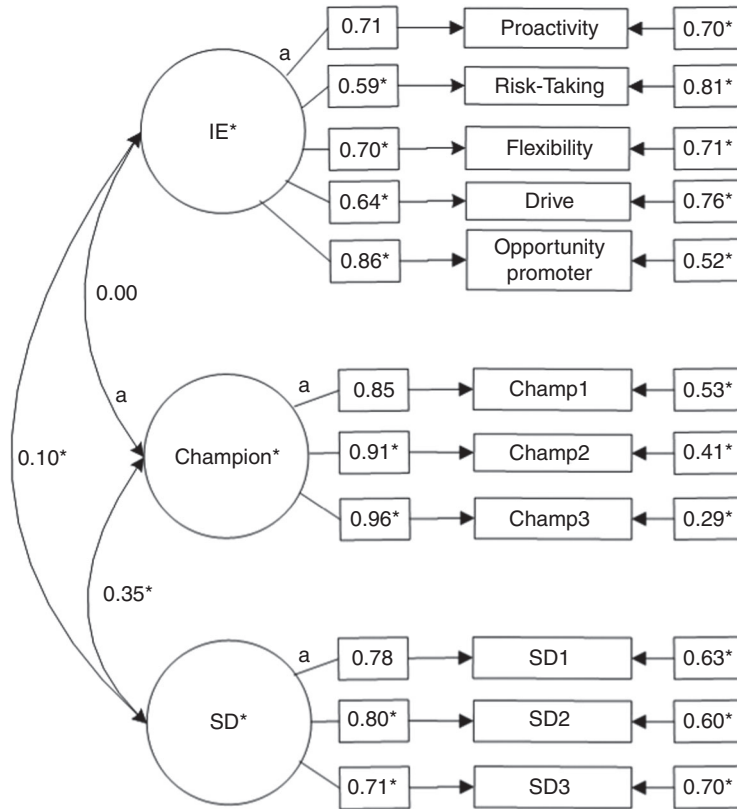 a
0.71
Proactivity
0.70*
0.59*
Risk-Taking
0.81*
IE*
0.70*
Flexibility
0.71*
0.64*
Drive
0.76*
0.86*
Opportunity
promoter
0.52*
0.00
a
a
0.85
Champ1
0.53*
0.10*
Champion*
0.91*
Champ2
0.41*
0.96*
Champ3
0.29*
0.35*
a
0.78
SD1
0.63*
SD*
0.80*
SD2
0.60*
0.71*
SD3
0.70*